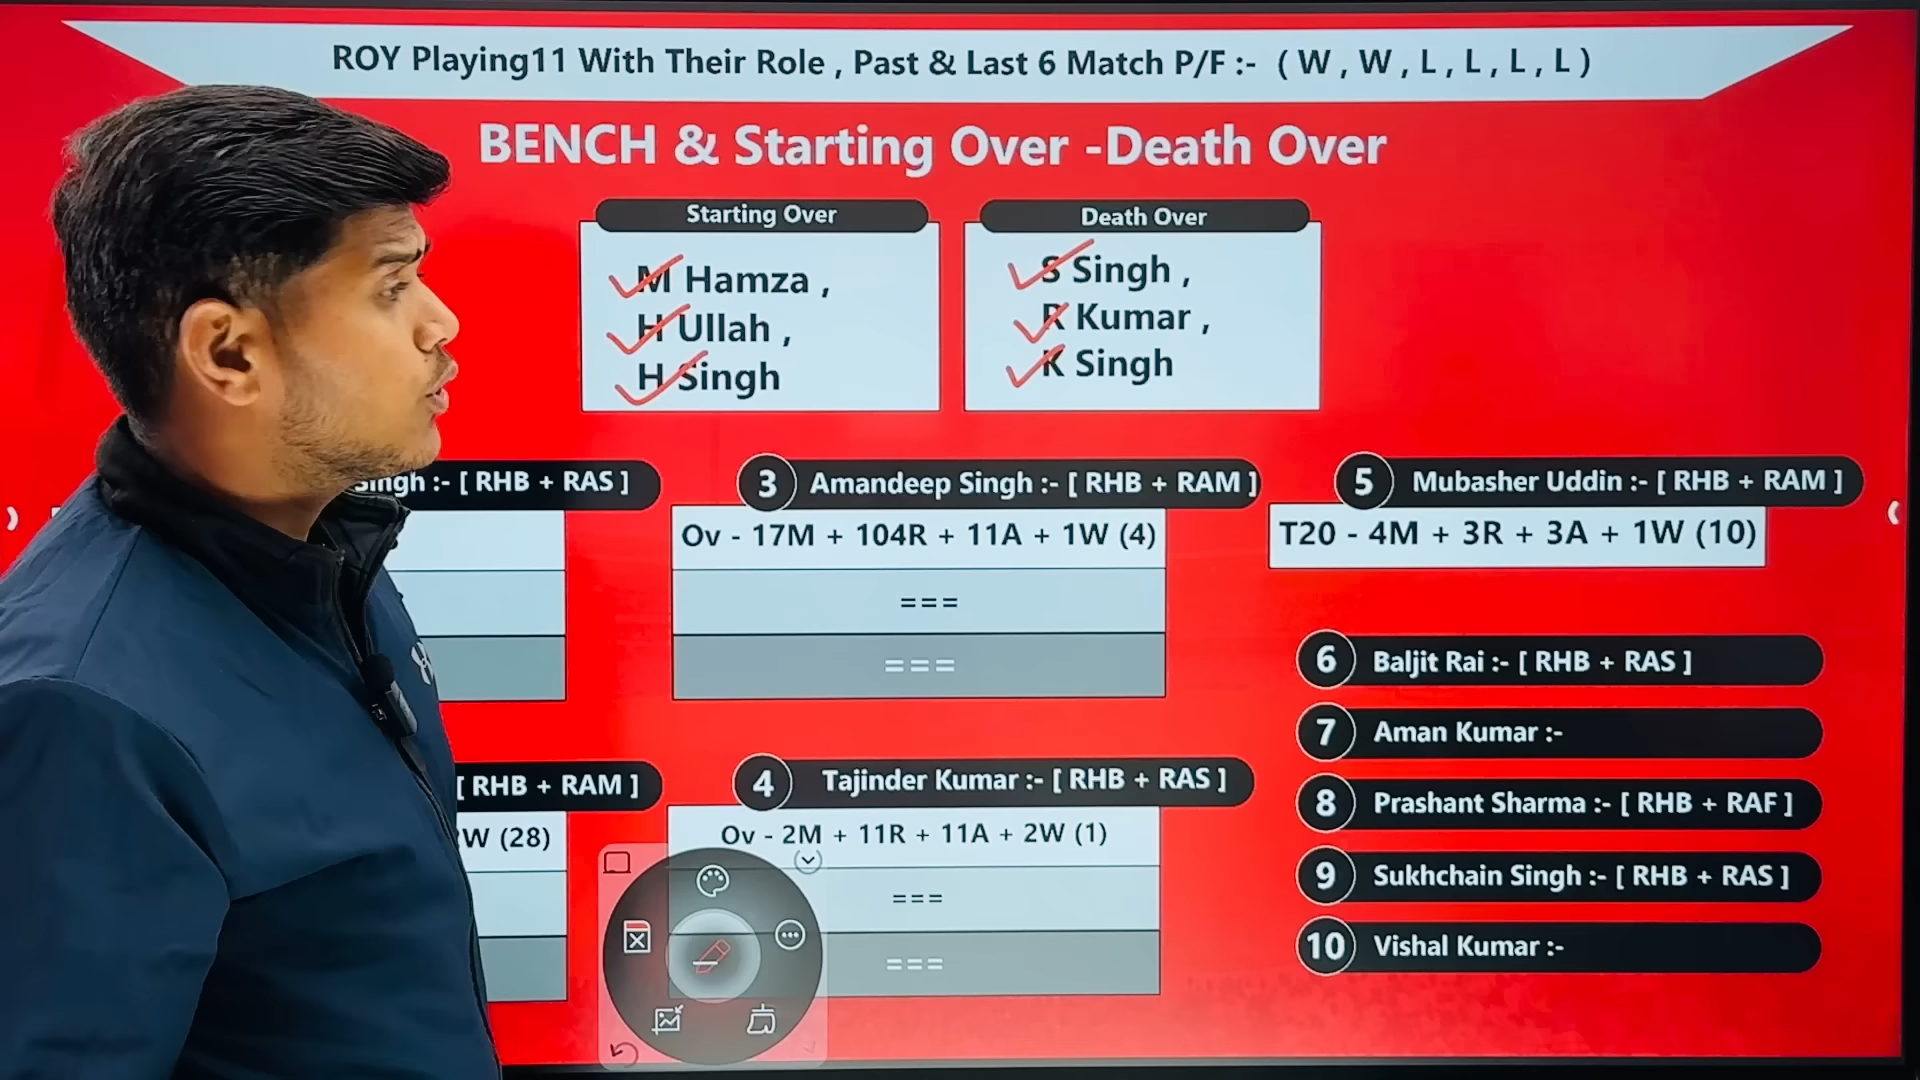 ROY Playing11 With Their Role , Past & Last 6 Match P/F :- ( W , W , L , L , L , L )
BENCH & Starting Over -Death Over
Starting Over
M Hamza ,
H Ullah ,
H Singh
Death Over
S Singh ,
R Kumar ,
K Singh
Singh :- [ RHB + RAS ]
3 Amandeep Singh :- [ RHB + RAM ]
Ov - 17M + 104R + 11A + 1W (4)
===
===
5 Mubasher Uddin :- [ RHB + RAM ]
T20 - 4M + 3R + 3A + 1W (10)
[ RHB + RAM ]
W (28)
4 Tajinder Kumar :- [ RHB + RAS ]
Ov - 2M + 11R + 11A + 2W (1)
===
===
6 Baljit Rai :- [ RHB + RAS ]
7 Aman Kumar :-
8 Prashant Sharma :- [ RHB + RAF ]
9 Sukhchain Singh :- [ RHB + RAS ]
10 Vishal Kumar :-